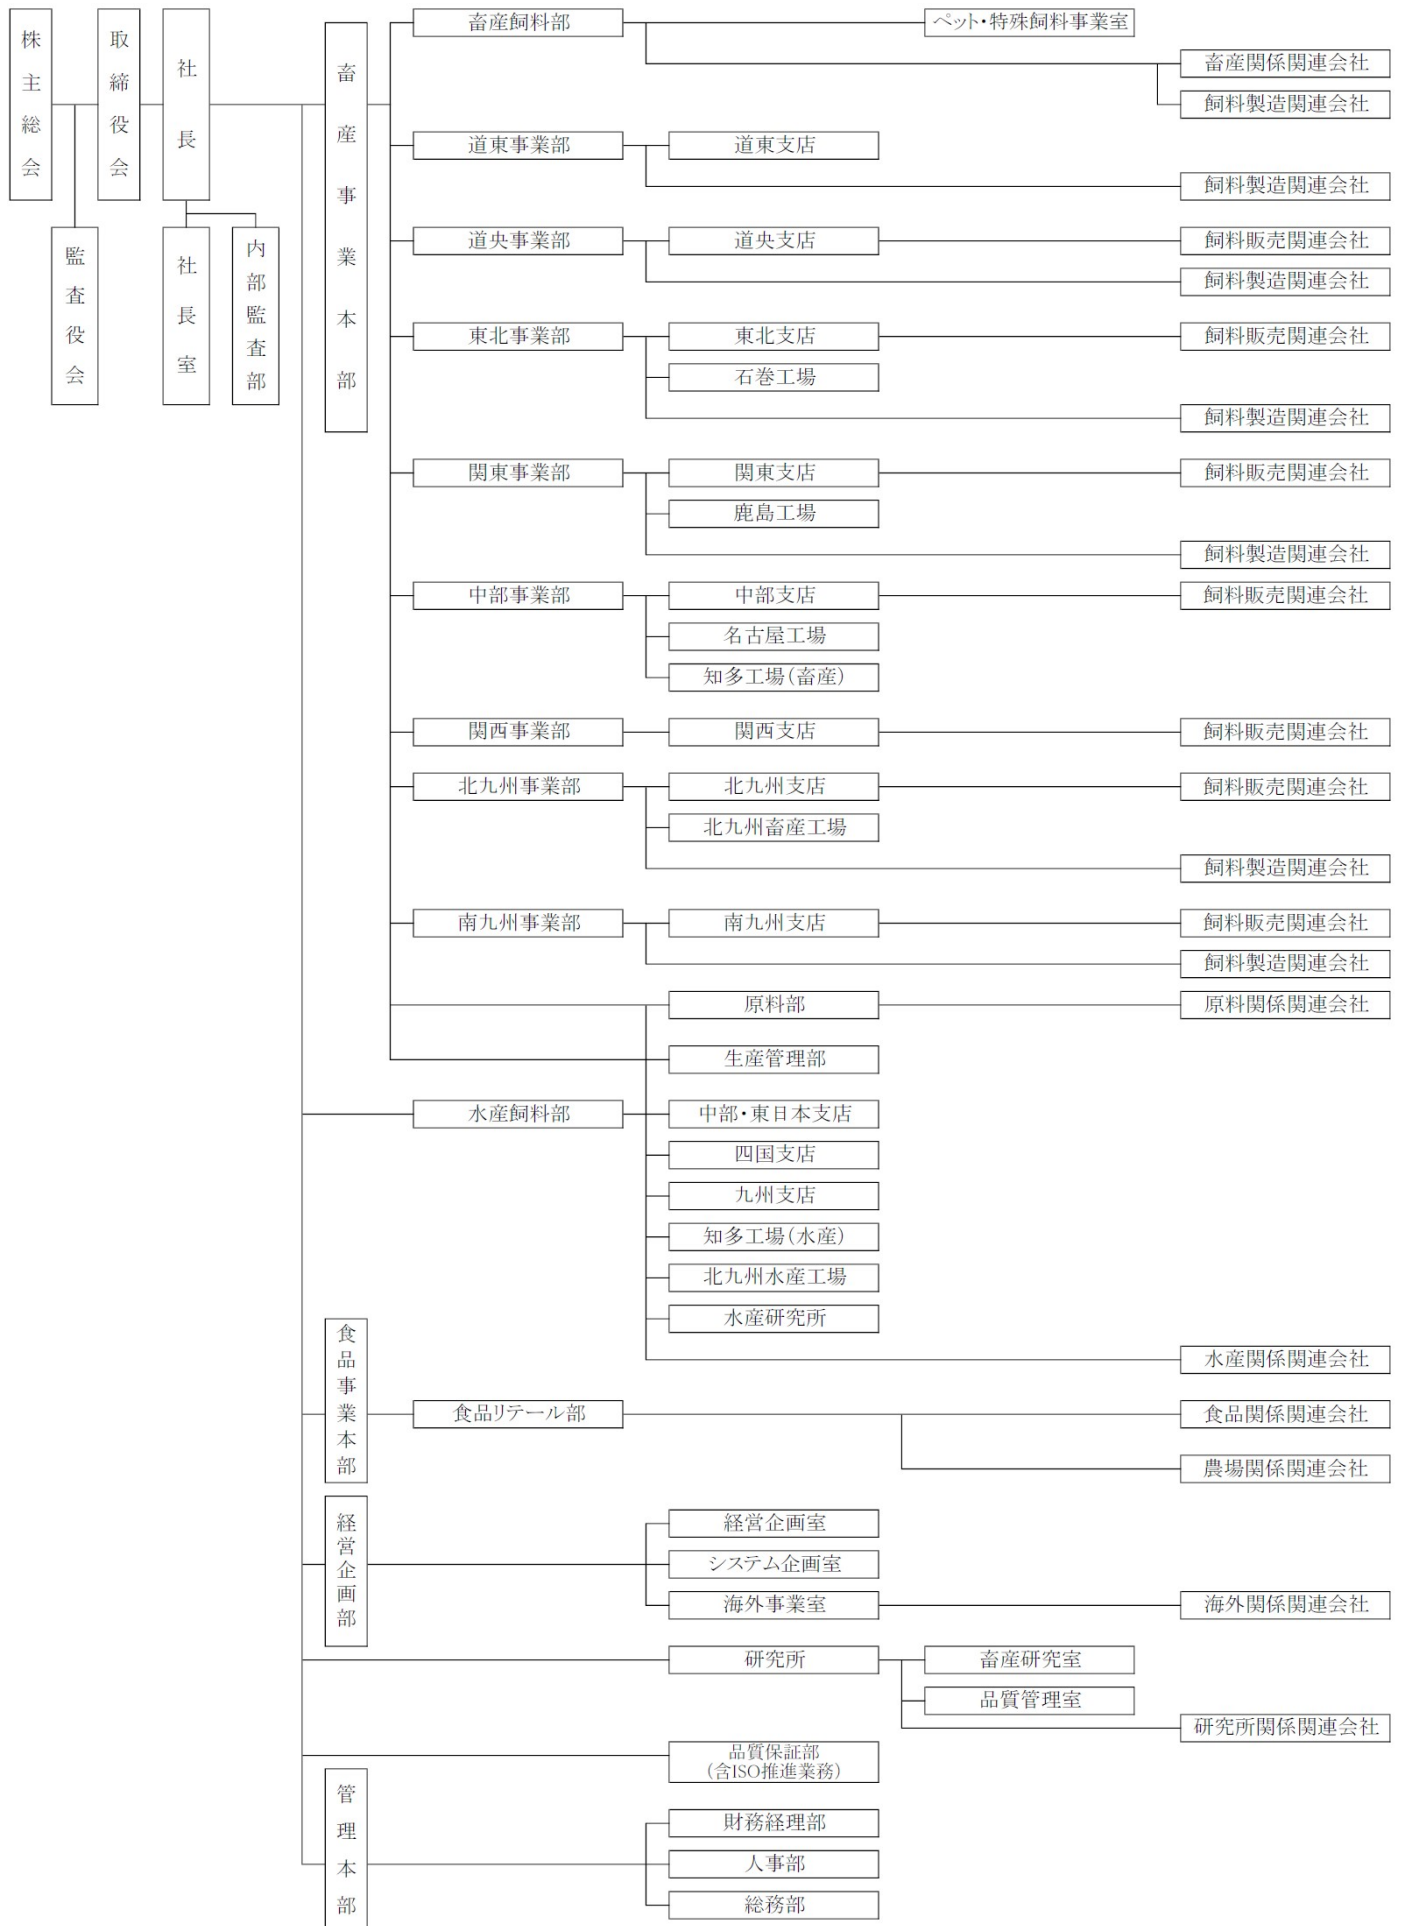 株主総会
取締役会
社長
監査役会
社長室
内部監査部
畜産事業本部
畜産飼料部
ペット・特殊飼料事業室
畜産関係関連会社
飼料製造関連会社
道東事業部
道東支店
飼料製造関連会社
道央事業部
道央支店
飼料販売関連会社
飼料製造関連会社
東北事業部
東北支店
飼料販売関連会社
石巻工場
飼料製造関連会社
関東事業部
関東支店
飼料販売関連会社
鹿島工場
飼料製造関連会社
中部事業部
中部支店
飼料販売関連会社
名古屋工場
知多工場(畜産)
関西事業部
関西支店
飼料販売関連会社
北九州事業部
北九州支店
飼料販売関連会社
北九州畜産工場
飼料製造関連会社
南九州事業部
南九州支店
飼料販売関連会社
飼料製造関連会社
原料部
原料関係関連会社
生産管理部
水産飼料部
中部・東日本支店
四国支店
九州支店
知多工場(水産)
北九州水産工場
水産研究所
水産関係関連会社
食品事業本部
食品リテール部
食品関係関連会社
農場関係関連会社
経営企画部
経営企画室
システム企画室
海外事業室
海外関係関連会社
研究所
畜産研究室
品質管理室
研究所関係関連会社
品質保証部
(含ISO推進業務)
管理本部
財務経理部
人事部
総務部